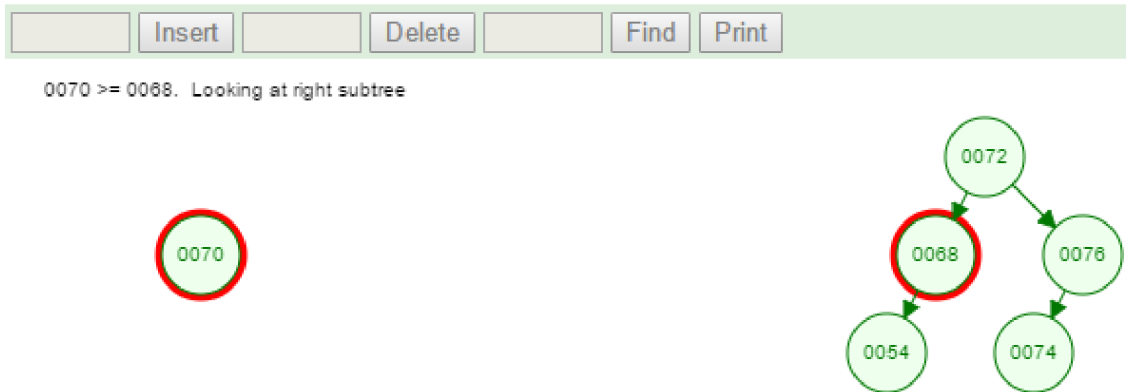 Insert Delete Find Print
0070 >= 0068. Looking at right subtree
0072
0070 0068 0076
0054 0074